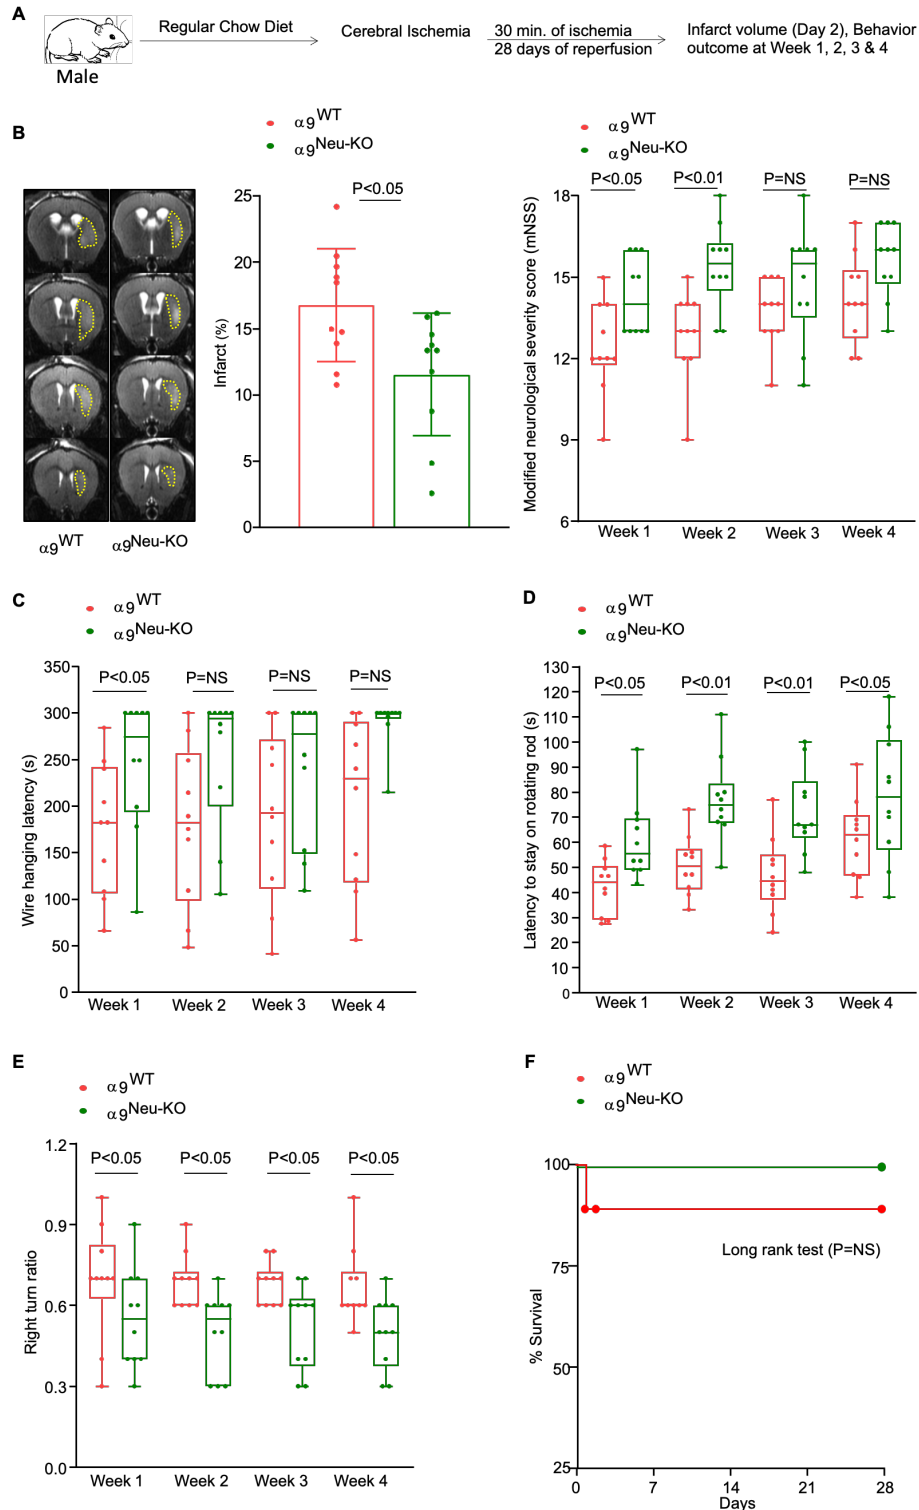 A
Male
Regular Chow Diet
Cerebral Ischemia
30 min. of ischemia
28 days of reperfusion
Infarct volume (Day 2), Behavior
outcome at Week 1, 2, 3 & 4
B
α9WT
α9Neu-KO
α9WT
α9Neu-KO
P<0.05
25
20
15
10
5
0
Infarct (%)
α9WT
α9Neu-KO
P<0.05
P<0.01
P=NS
P=NS
18
15
12
9
6
Modified neurological severity score (mNSS)
Week 1
Week 2
Week 3
Week 4
C
α9WT
α9Neu-KO
P<0.05
P=NS
P=NS
P=NS
350
300
250
200
150
100
50
0
Wire hanging latency (s)
Week 1
Week 2
Week 3
Week 4
D
α9WT
α9Neu-KO
P<0.05
P<0.01
P<0.01
P<0.05
130
120
110
100
90
80
70
60
50
40
30
20
10
0
Latency to stay on rotating rod (s)
Week 1
Week 2
Week 3
Week 4
E
α9WT
α9Neu-KO
P<0.05
P<0.05
P<0.05
P<0.05
1.2
0.9
0.6
0.3
0.0
Right turn ratio
Week 1
Week 2
Week 3
Week 4
F
α9WT
α9Neu-KO
100
75
50
25
% Survival
Long rank test (P=NS)
0
7
14
21
28
Days